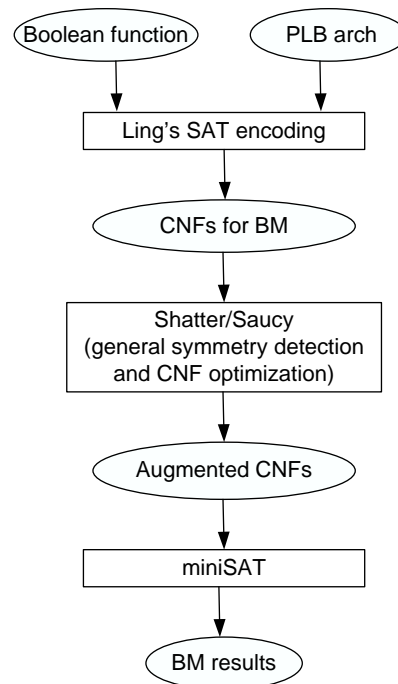 Boolean function
PLB arch
Ling's SAT encoding
CNFs for BM
Shatter/Saucy
(general symmetry detection
and CNF optimization)
Augmented CNFs
miniSAT
BM results